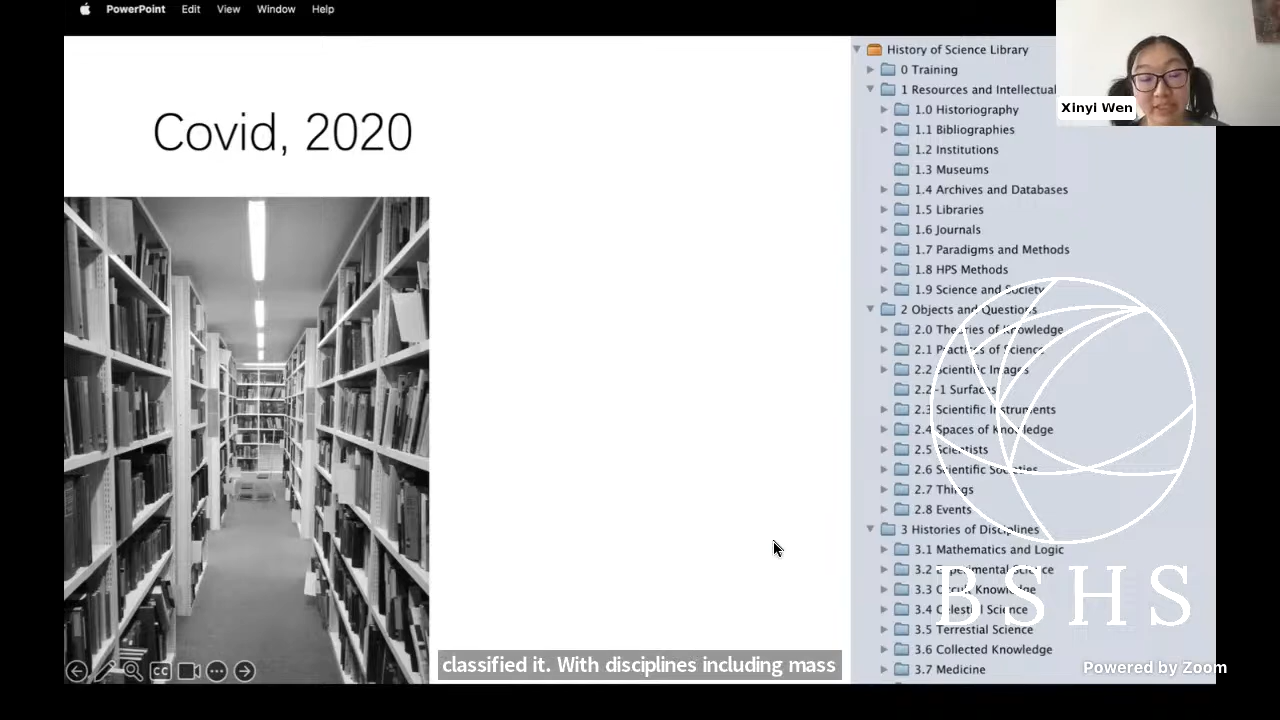 PowerPoint Edit View Window Help
Xinyi Wen
Covid, 2020
History of Science Library
0 Training
1 Resources and Intellectual
1.0 Historiography
1.1 Bibliographies
1.2 Institutions
1.3 Museums
1.4 Archives and Databases
1.5 Libraries
1.6 Journals
1.7 Paradigms and Methods
1.8 HPS Methods
1.9 Science and Society
2 Objects and Questions
2.0 Theories of Knowledge
2.1 Practices of Science
2.2 Scientific Images
2.2-1 Surfaces
2.3 Scientific Instruments
2.4 Spaces of Knowledge
2.5 Scientists
2.6 Scientific Societies
2.7 Things
2.8 Events
3 Histories of Disciplines
3.1 Mathematics and Logic
3.2 Experimental Science
3.3 Occult Knowledge
3.4 Celestial Science
3.5 Terrestial Science
3.6 Collected Knowledge
3.7 Medicine
BSHS
CC
classified it. With disciplines including mass
Powered by Zoom